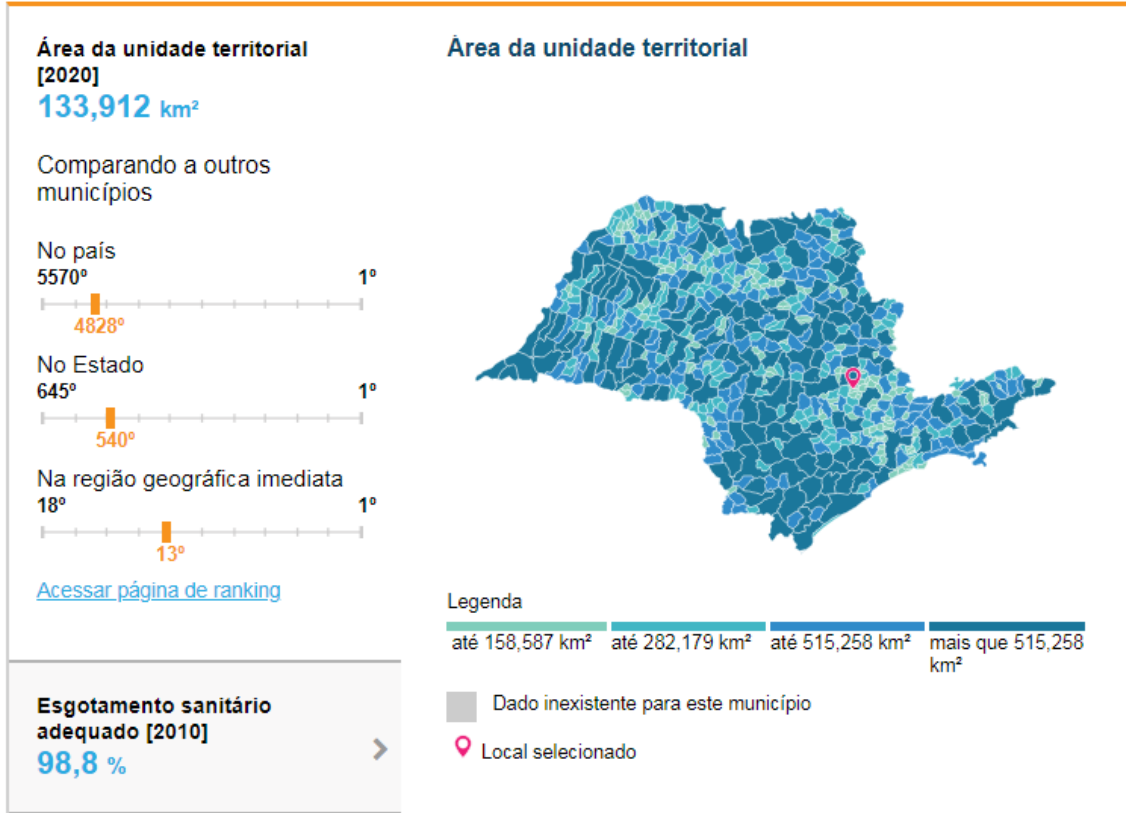 Área da unidade territorial
[2020]
133,912 km²
Comparando a outros
municípios
No país
5570º 1º
4828º
No Estado
645º 1º
540º
Na região geográfica imediata
18º 1º
13º
Acessar página de ranking
Esgotamento sanitário
adequado [2010]
98,8 %
Área da unidade territorial
Legenda
até 158,587 km² até 282,179 km² até 515,258 km² mais que 515,258
km²
Dado inexistente para este município
Local selecionado